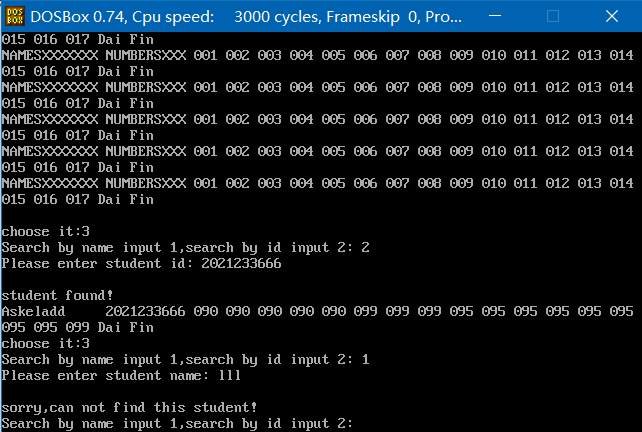 DOS BOX
DOSBox 0.74, Cpu speed: 3000 cycles, Frameskip 0, Pro...
015 016 017 Dai Fin
NAMESXXXXXXX NUMBERSXXX 001 002 003 004 005 006 007 008 009 010 011 012 013 014
015 016 017 Dai Fin
NAMESXXXXXXX NUMBERSXXX 001 002 003 004 005 006 007 008 009 010 011 012 013 014
015 016 017 Dai Fin
NAMESXXXXXXX NUMBERSXXX 001 002 003 004 005 006 007 008 009 010 011 012 013 014
015 016 017 Dai Fin
NAMESXXXXXXX NUMBERSXXX 001 002 003 004 005 006 007 008 009 010 011 012 013 014
015 016 017 Dai Fin
NAMESXXXXXXX NUMBERSXXX 001 002 003 004 005 006 007 008 009 010 011 012 013 014
015 016 017 Dai Fin
choose it:3
Search by name input 1,search by id input 2: 2
Please enter student id: 2021233666
student found!
Askeladd 2021233666 090 090 090 090 090 099 099 099 095 095 095 095 095 095
095 095 099 Dai Fin
choose it:3
Search by name input 1,search by id input 2: 1
Please enter student name: lll
sorry,can not find this student!
Search by name input 1,search by id input 2: